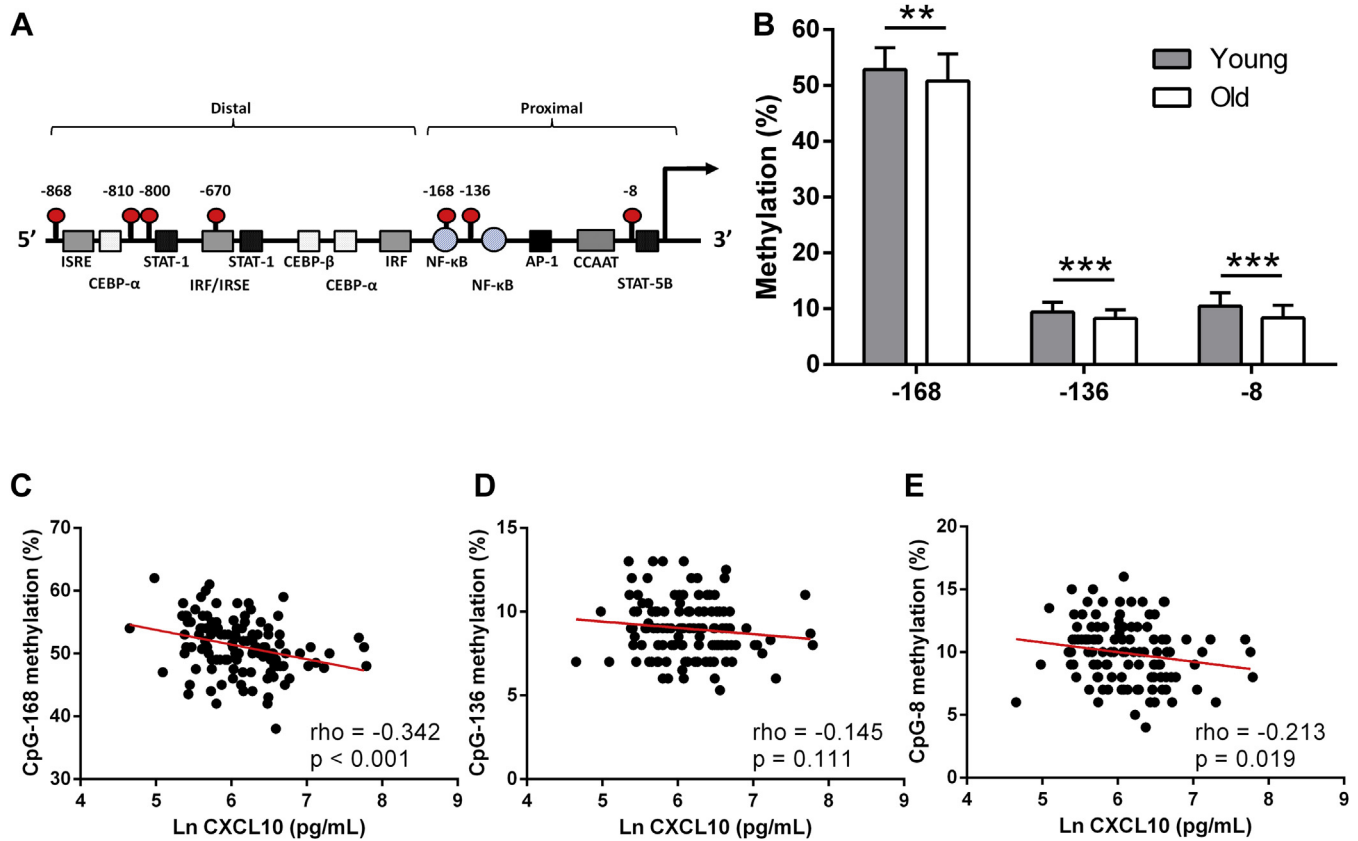 A
Distal
Proximal
-868
-810
-800
-670
-168
-136
-8
5’
3’
ISRE
STAT-1
STAT-1
CEBP-β
IRF
NF-κB
AP-1
CCAAT
CEBP-α
IRF/IRSE
CEBP-α
NF-κB
STAT-5B
B
Methylation (%)
60
50
40
30
20
10
0
**
***
***
Young
Old
-168
-136
-8
C
CpG-168 methylation (%)
70
60
50
40
30
rho = -0.342
p < 0.001
4
5
6
7
8
9
Ln CXCL10 (pg/mL)
D
CpG-136 methylation (%)
15
10
5
0
rho = -0.145
p = 0.111
4
5
6
7
8
9
Ln CXCL10 (pg/mL)
E
CpG-8 methylation (%)
20
15
10
5
0
rho = -0.213
p = 0.019
4
5
6
7
8
9
Ln CXCL10 (pg/mL)